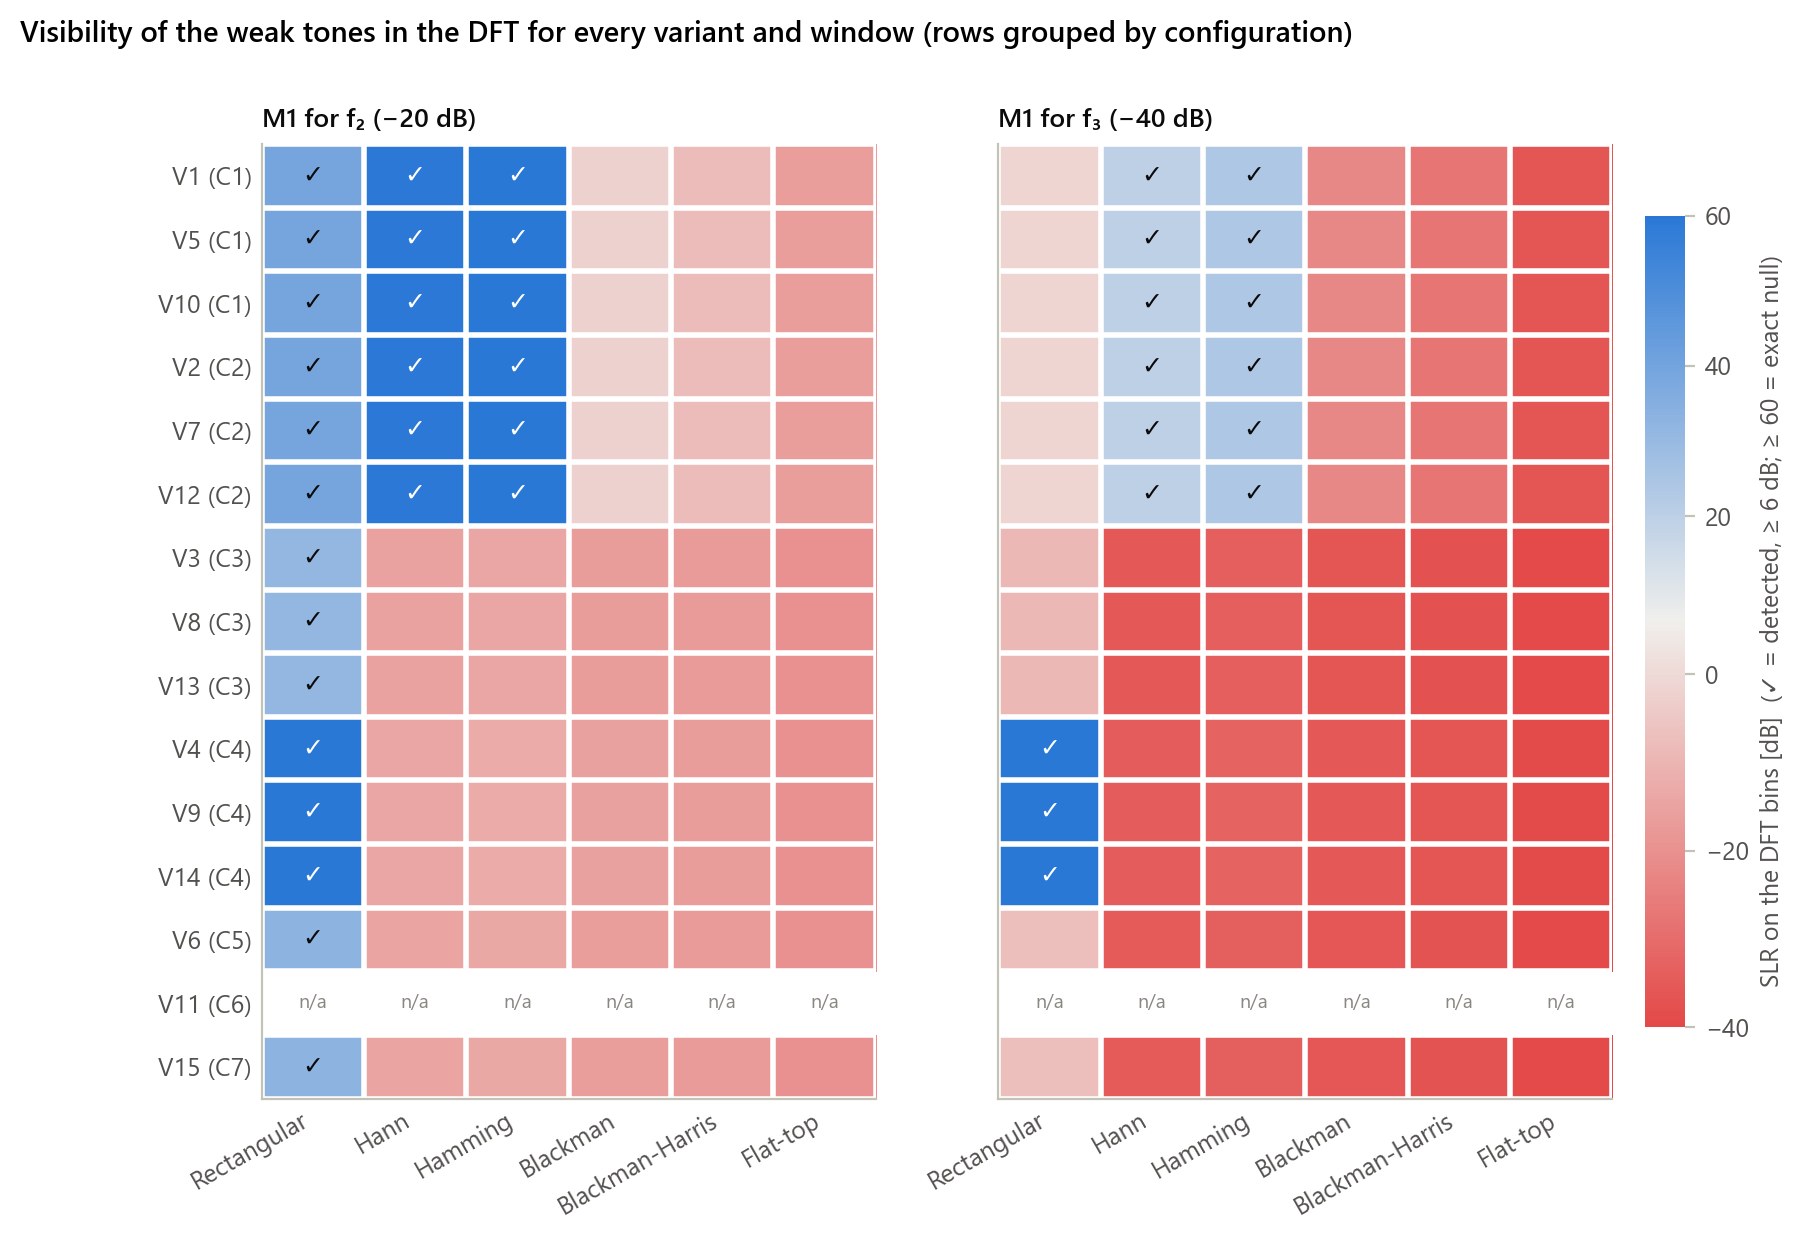 Visibility of the weak tones in the DFT for every variant and window (rows grouped by configuration)
M1 for f₂ (−20 dB)
M1 for f₃ (−40 dB)
V1 (C1) ✓ ✓ ✓ ✓ ✓
V5 (C1) ✓ ✓ ✓ ✓ ✓
V10 (C1) ✓ ✓ ✓ ✓ ✓
V2 (C2) ✓ ✓ ✓ ✓ ✓
V7 (C2) ✓ ✓ ✓ ✓ ✓
V12 (C2) ✓ ✓ ✓ ✓ ✓
V3 (C3) ✓
V8 (C3) ✓
V13 (C3) ✓
V4 (C4) ✓ ✓
V9 (C4) ✓ ✓
V14 (C4) ✓ ✓
V6 (C5) ✓
V11 (C6) n/a n/a n/a n/a n/a n/a n/a n/a n/a n/a n/a n/a
V15 (C7) ✓
Rectangular
Hann
Hamming
Blackman
Blackman-Harris
Flat-top
Rectangular
Hann
Hamming
Blackman
Blackman-Harris
Flat-top
60
40
20
0
−20
−40
SLR on the DFT bins [dB] (✓ = detected, ≥ 6 dB; ≥ 60 = exact null)